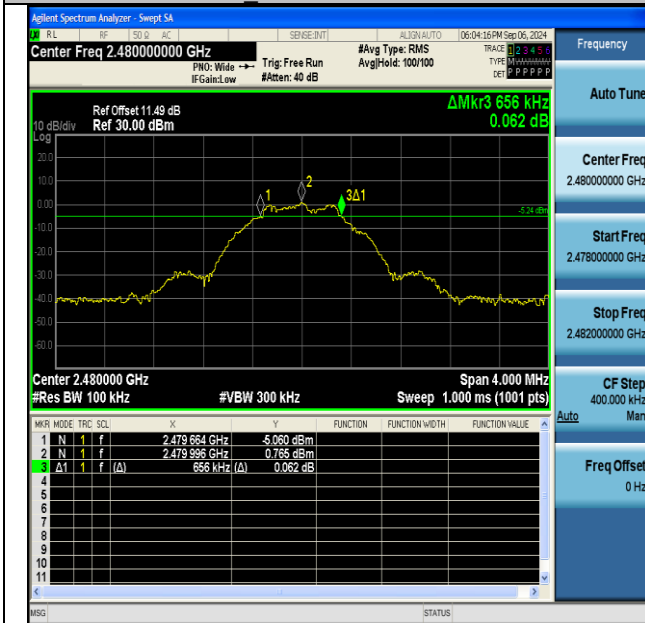 Agilent Spectrum Analyzer - Swept SA
LXI RL RF 50 Ω AC SENSE:INT ALIGN AUTO 06:04:16 PM Sep 06, 2024
Center Freq 2.480000000 GHz
PNO: Wide
IFGain:Low
Trig: Free Run
#Atten: 40 dB
#Avg Type: RMS
Avg|Hold: 100/100
TRACE 1 2 3 4 5 6
TYPE
DET P P P P P
Frequency
Auto Tune
Center Freq
2.480000000 GHz
Start Freq
2.478000000 GHz
Stop Freq
2.482000000 GHz
CF Step
400.000 kHz
Auto Man
Freq Offset
0 Hz
ΔMkr3 656 kHz
0.062 dB
Ref Offset 11.49 dB
10 dB/div Ref 30.00 dBm
Log
20.0
10.0
0.00
-10.0
-20.0
-30.0
-40.0
-50.0
-60.0
1
2
3Δ1
-5.24 dBm
Center 2.480000 GHz Span 4.000 MHz
#Res BW 100 kHz #VBW 300 kHz Sweep 1.000 ms (1001 pts)
MKR MODE TRC SCL X Y FUNCTION FUNCTION WIDTH FUNCTION VALUE
1 N 1 f 2.479 664 GHz -5.060 dBm
2 N 1 f 2.479 996 GHz 0.765 dBm
3 Δ1 1 f (Δ) 656 kHz (Δ) 0.062 dB
4
5
6
7
8
9
10
11
MSG STATUS